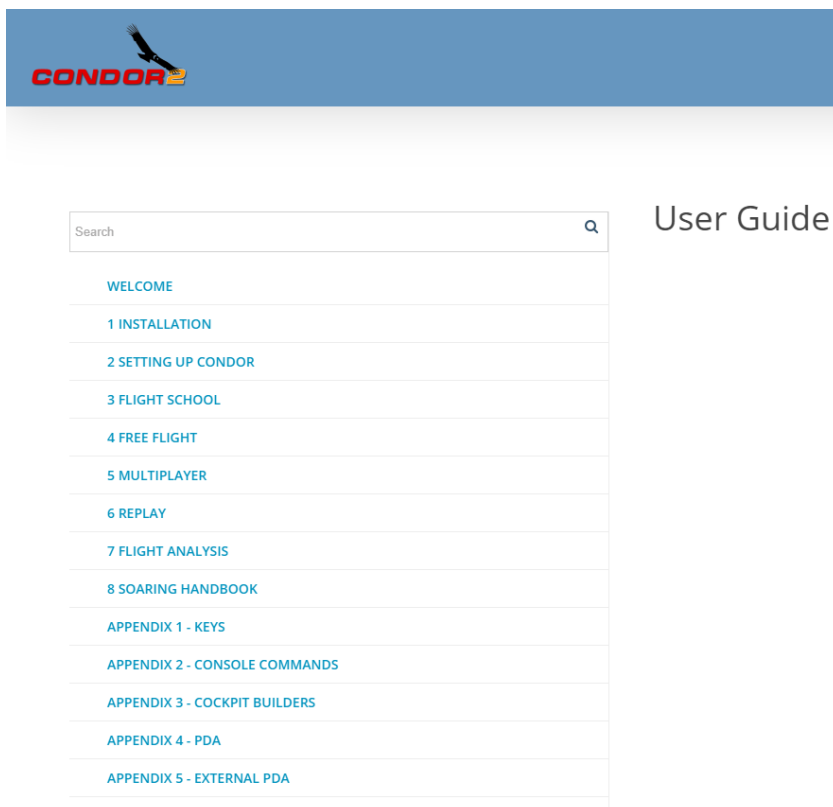 CONDOR2
Search
User Guide
WELCOME
1 INSTALLATION
2 SETTING UP CONDOR
3 FLIGHT SCHOOL
4 FREE FLIGHT
5 MULTIPLAYER
6 REPLAY
7 FLIGHT ANALYSIS
8 SOARING HANDBOOK
APPENDIX 1 - KEYS
APPENDIX 2 - CONSOLE COMMANDS
APPENDIX 3 - COCKPIT BUILDERS
APPENDIX 4 - PDA
APPENDIX 5 - EXTERNAL PDA